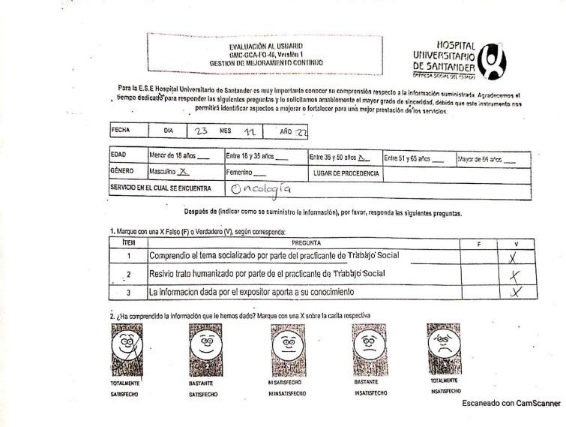 EVALUACIÓN AL USUARIO
GMC-GCA-FO-46, Versión 1
GESTIÓN DE MEJORAMIENTO CONTINUO
HOSPITAL
UNIVERSITARIO
DE SANTANDER
EMPRESA SOCIAL DEL ESTADO
Para la E.S.E Hospital Universitario de Santander es muy importante conocer su comprensión respecto a la información suministrada. Agradecemos el
tiempo dedicado para responder las siguientes preguntas y le solicitamos amablemente el mayor grado de sinceridad, debido que este instrumento nos
permitirá identificar aspectos a mejorar o fortalecer para una mejor prestación de los servicios.
FECHA DIA 23 MES 11 AÑO 22
EDAD Menor de 18 años ____ Entre 18 y 35 años ____ Entre 36 y 50 años X Entre 51 y 65 años ____ Mayor de años ____
GÉNERO Masculino X Femenino ____ LUGAR DE PROCEDENCIA
SERVICIO EN EL CUAL SE ENCUENTRA Oncología
Después de (indicar como se suministro la información), por favor, responda las siguientes preguntas.
1. Marque con una X Falso (F) o Verdadero (V), según corresponda:
ÍTEM PREGUNTA F V
1 Comprendio el tema socializado por parte del practicante de Trabajo Social X
2 Resivio trato humanizado por parte de el practicante de Trabajo Social X
3 La informacion dada por el expositor aporta a su conocimiento X
2. ¿Ha comprendido la información que le hemos dado? Marque con una X sobre la carita respectiva
TOTALMENTE BASTANTE NI SATISFECHO BASTANTE TOTALMENTE
SATISFECHO SATISFECHO NI INSATISFECHO INSATISFECHO INSATISFECHO
Escaneado con CamScanner